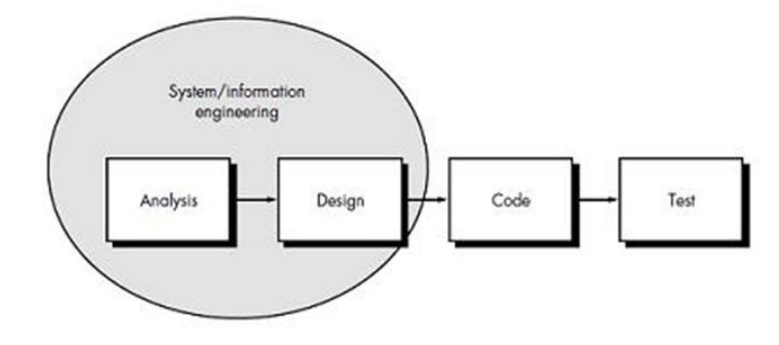 System/information
engineering
Analysis
Design
Code
Test